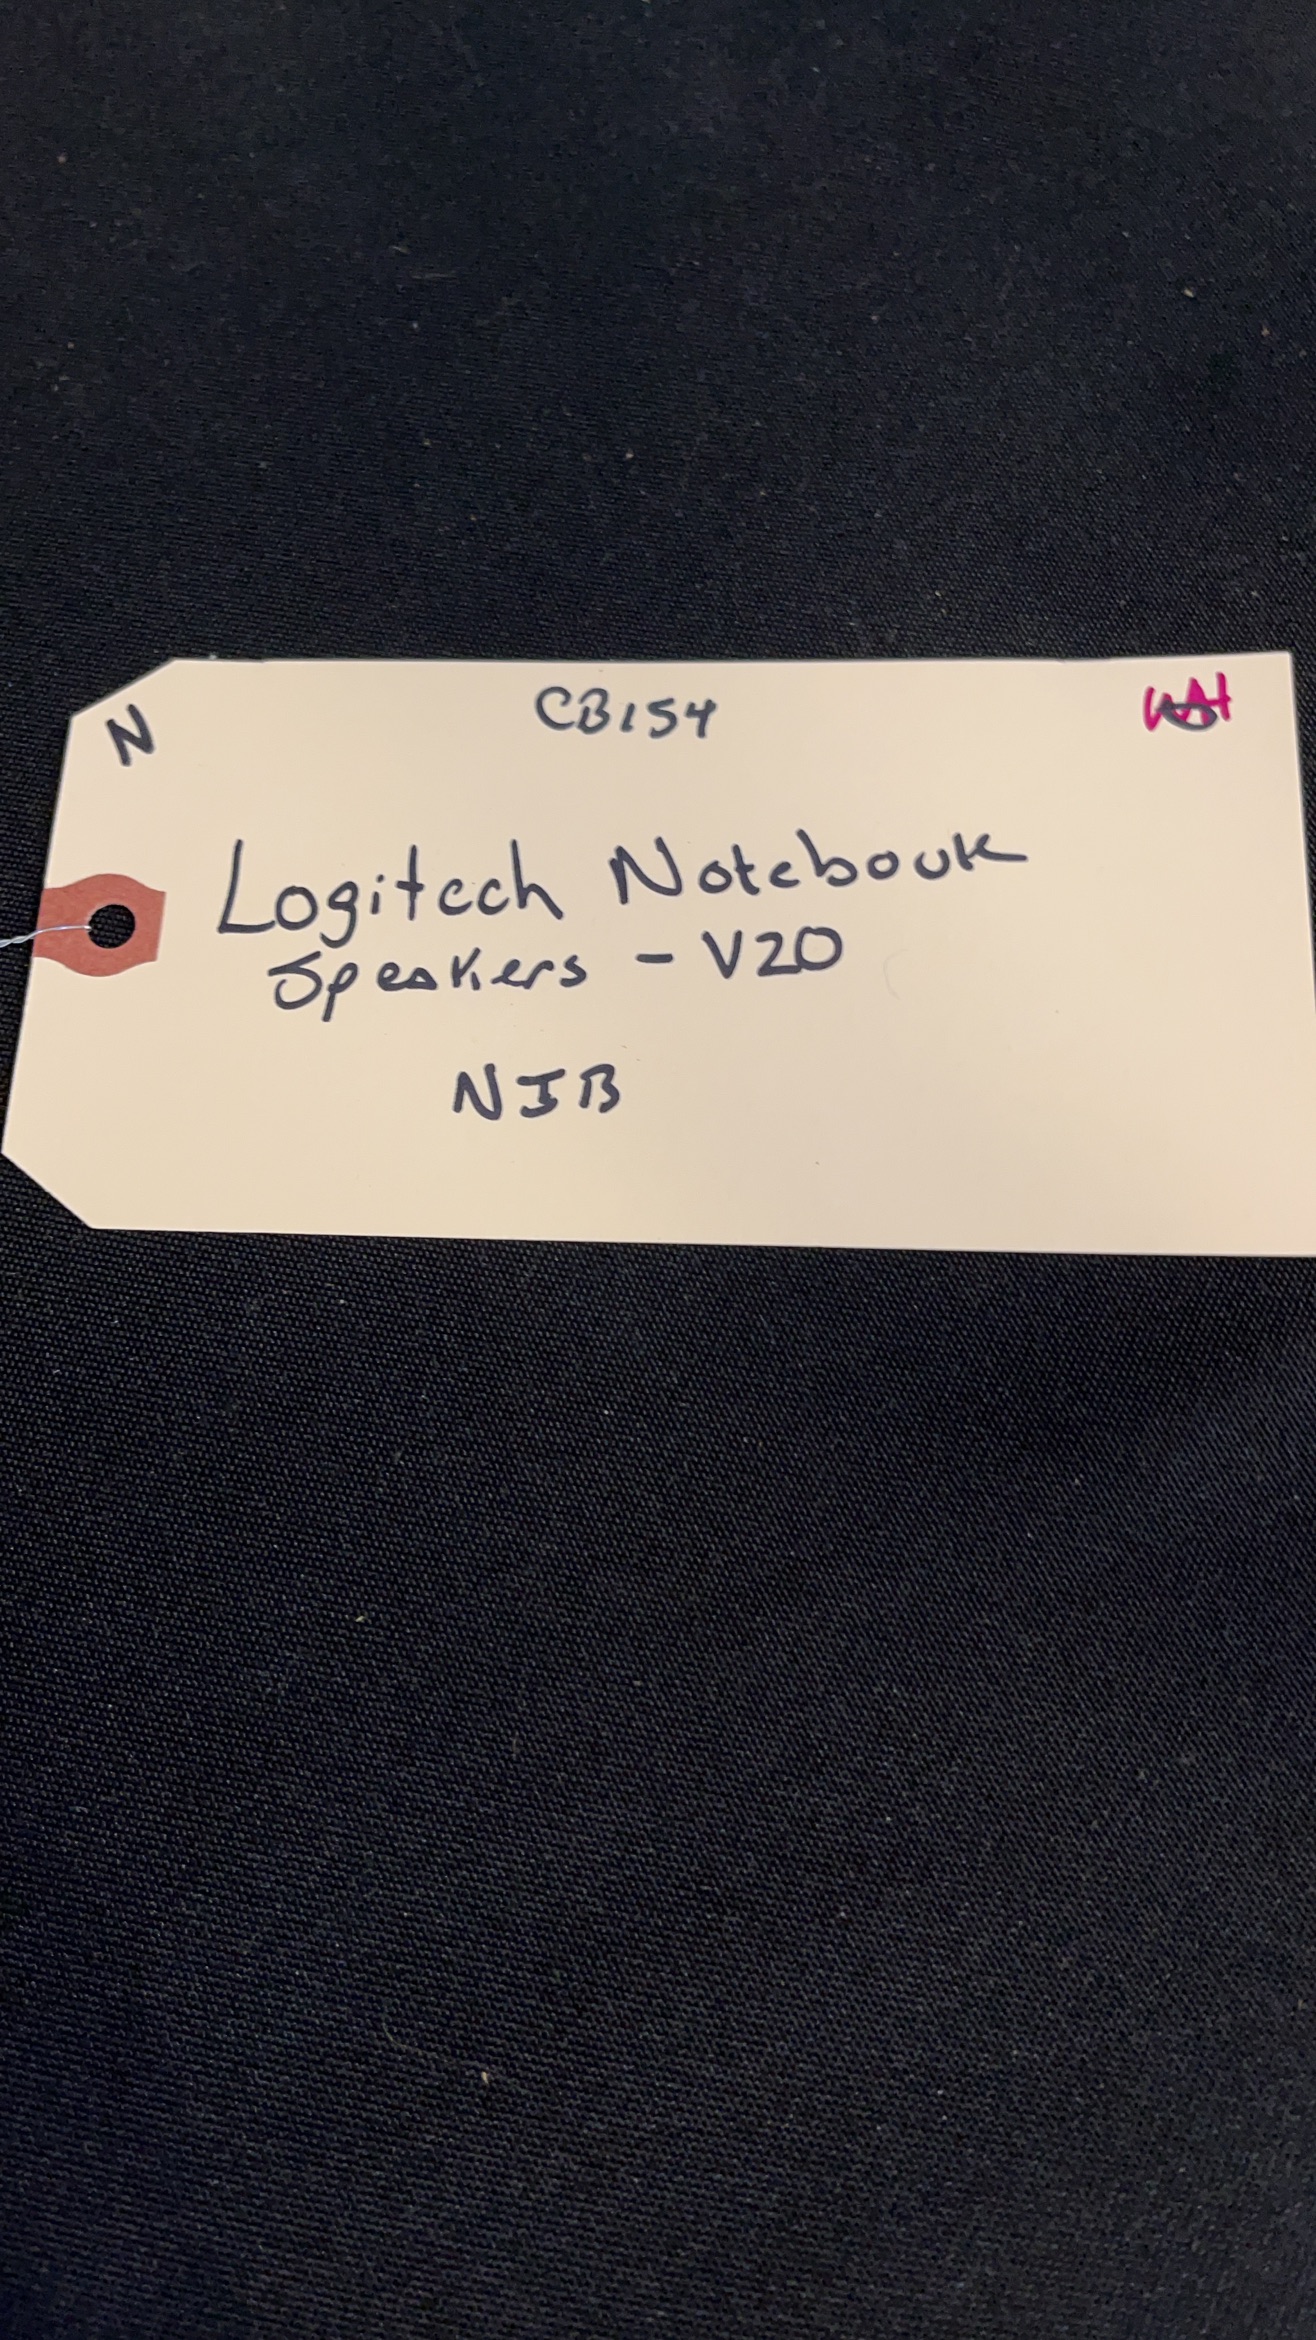 N CB154
Logitech Notebook
Speakers - V20
NIB